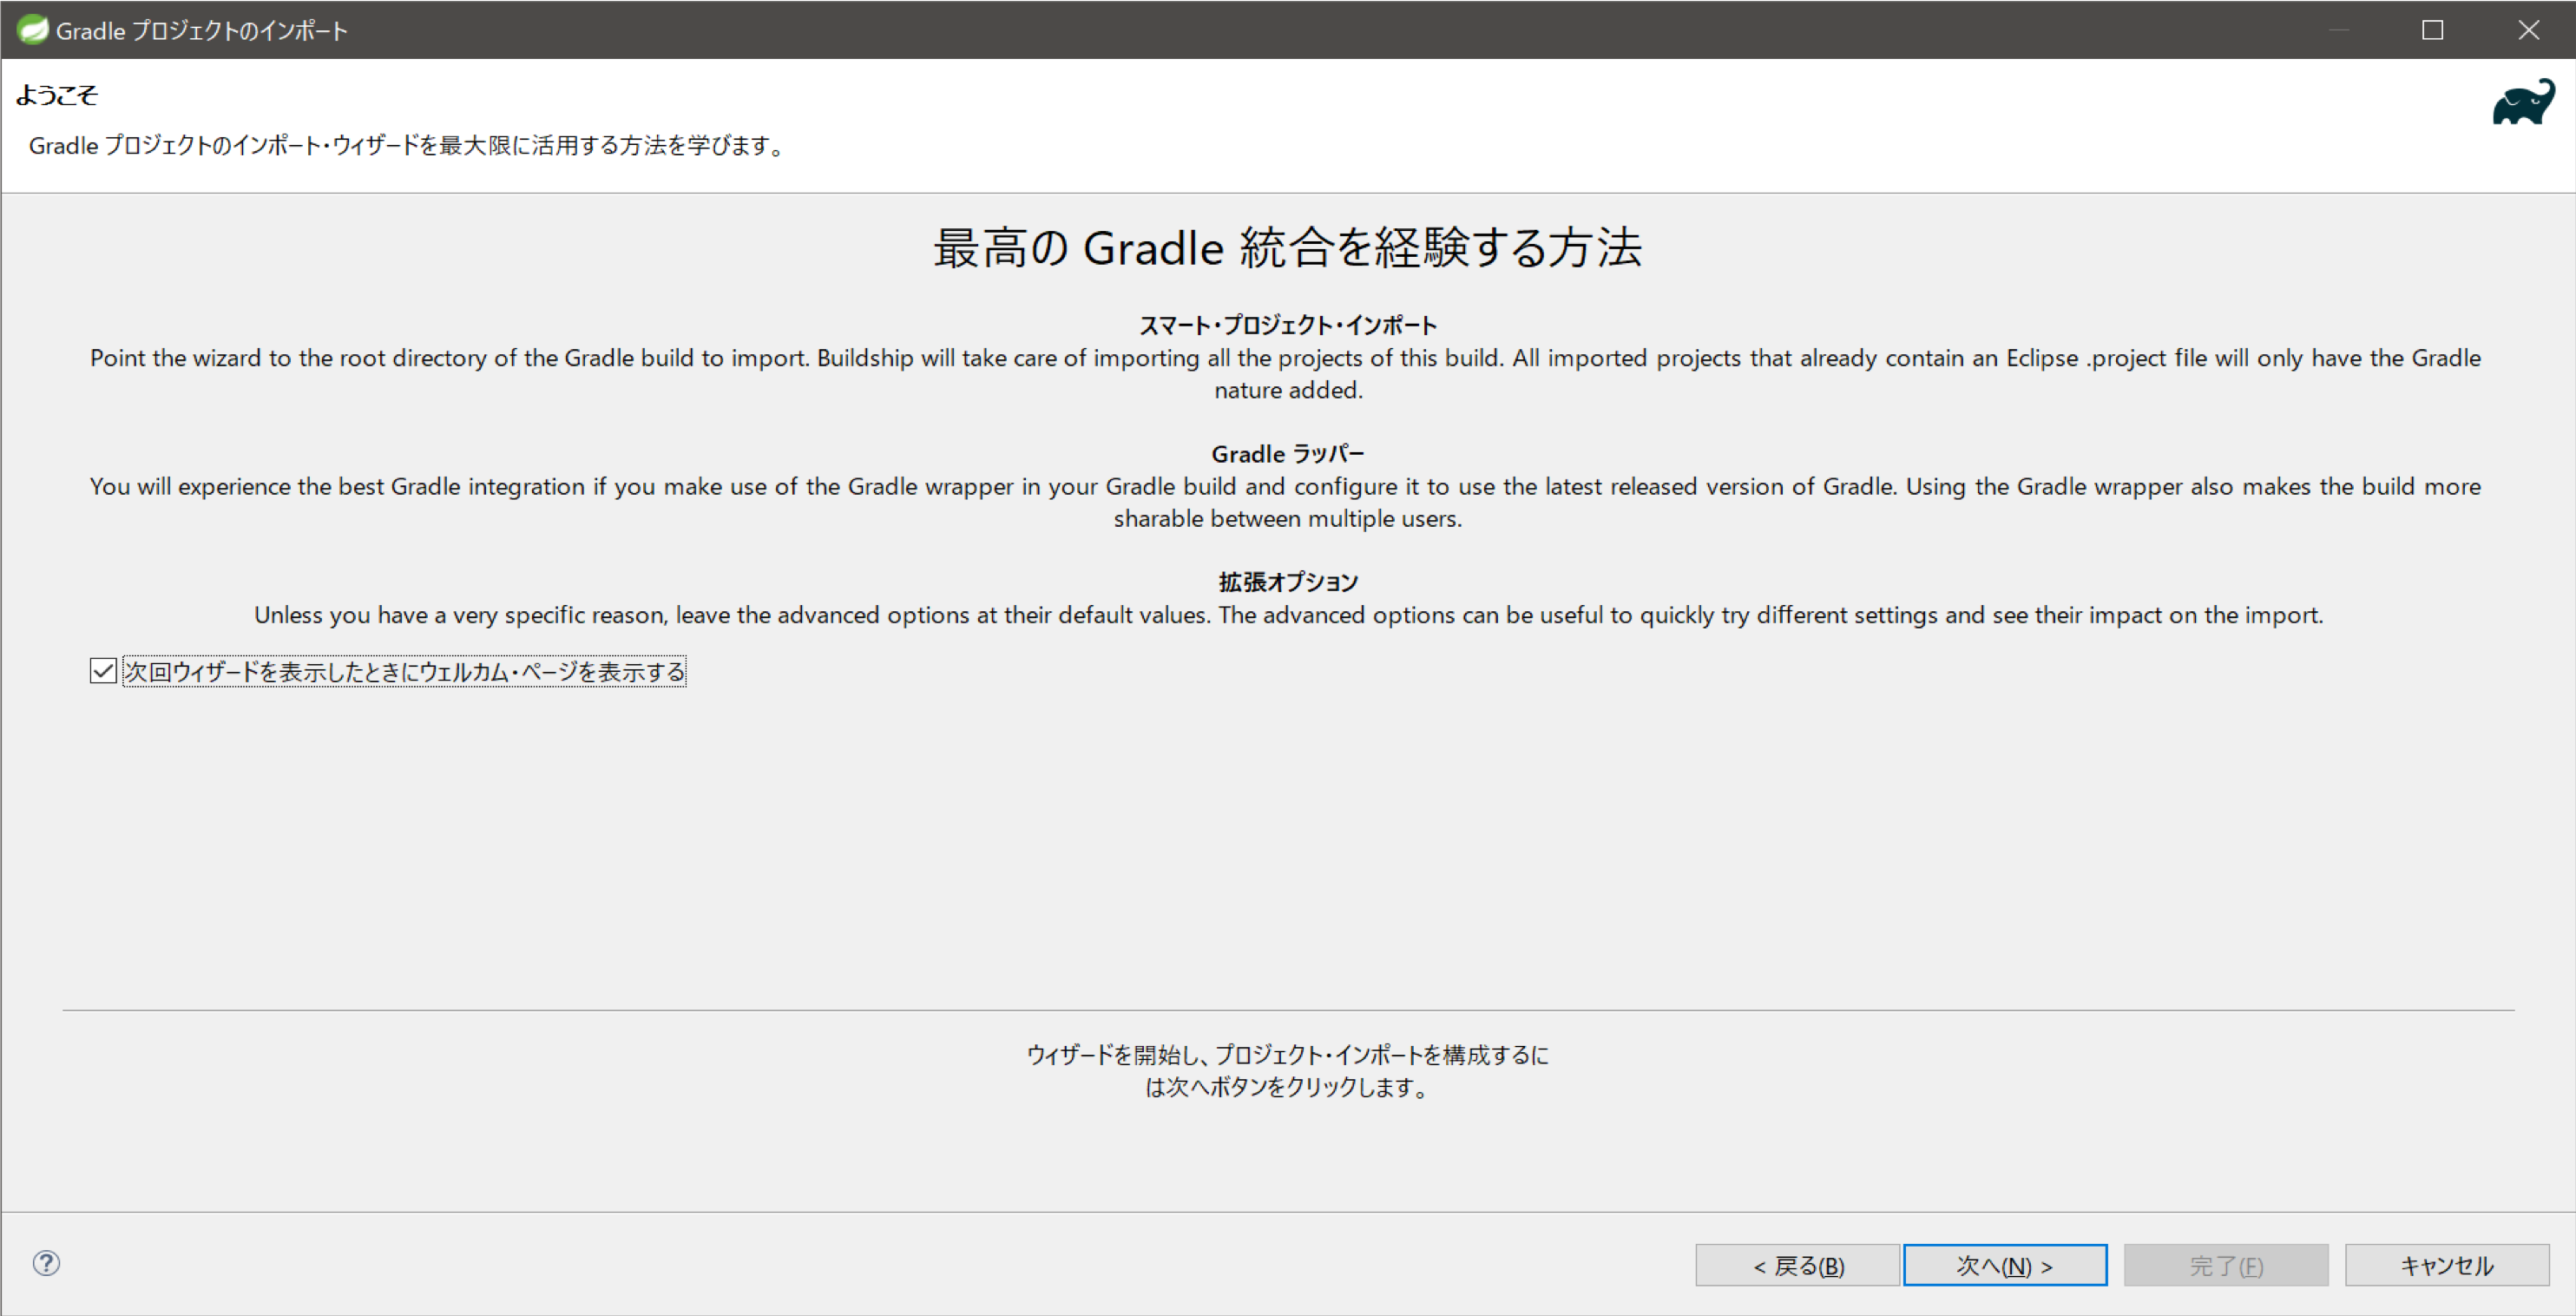 Gradle プロジェクトのインポート
ようこそ
Gradle プロジェクトのインポート・ウィザードを最大限に活用する方法を学びます。
最高の Gradle 統合を経験する方法
スマート・プロジェクト・インポート
Point the wizard to the root directory of the Gradle build to import. Buildship will take care of importing all the projects of this build. All imported projects that already contain an Eclipse .project file will only have the Gradle
nature added.
Gradle ラッパー
You will experience the best Gradle integration if you make use of the Gradle wrapper in your Gradle build and configure it to use the latest released version of Gradle. Using the Gradle wrapper also makes the build more
sharable between multiple users.
拡張オプション
Unless you have a very specific reason, leave the advanced options at their default values. The advanced options can be useful to quickly try different settings and see their impact on the import.
次回ウィザードを表示したときにウェルカム・ページを表示する
ウィザードを開始し、プロジェクト・インポートを構成するに
は次へボタンをクリックします。
? < 戻る(B) 次へ(N) > 完了(F) キャンセル